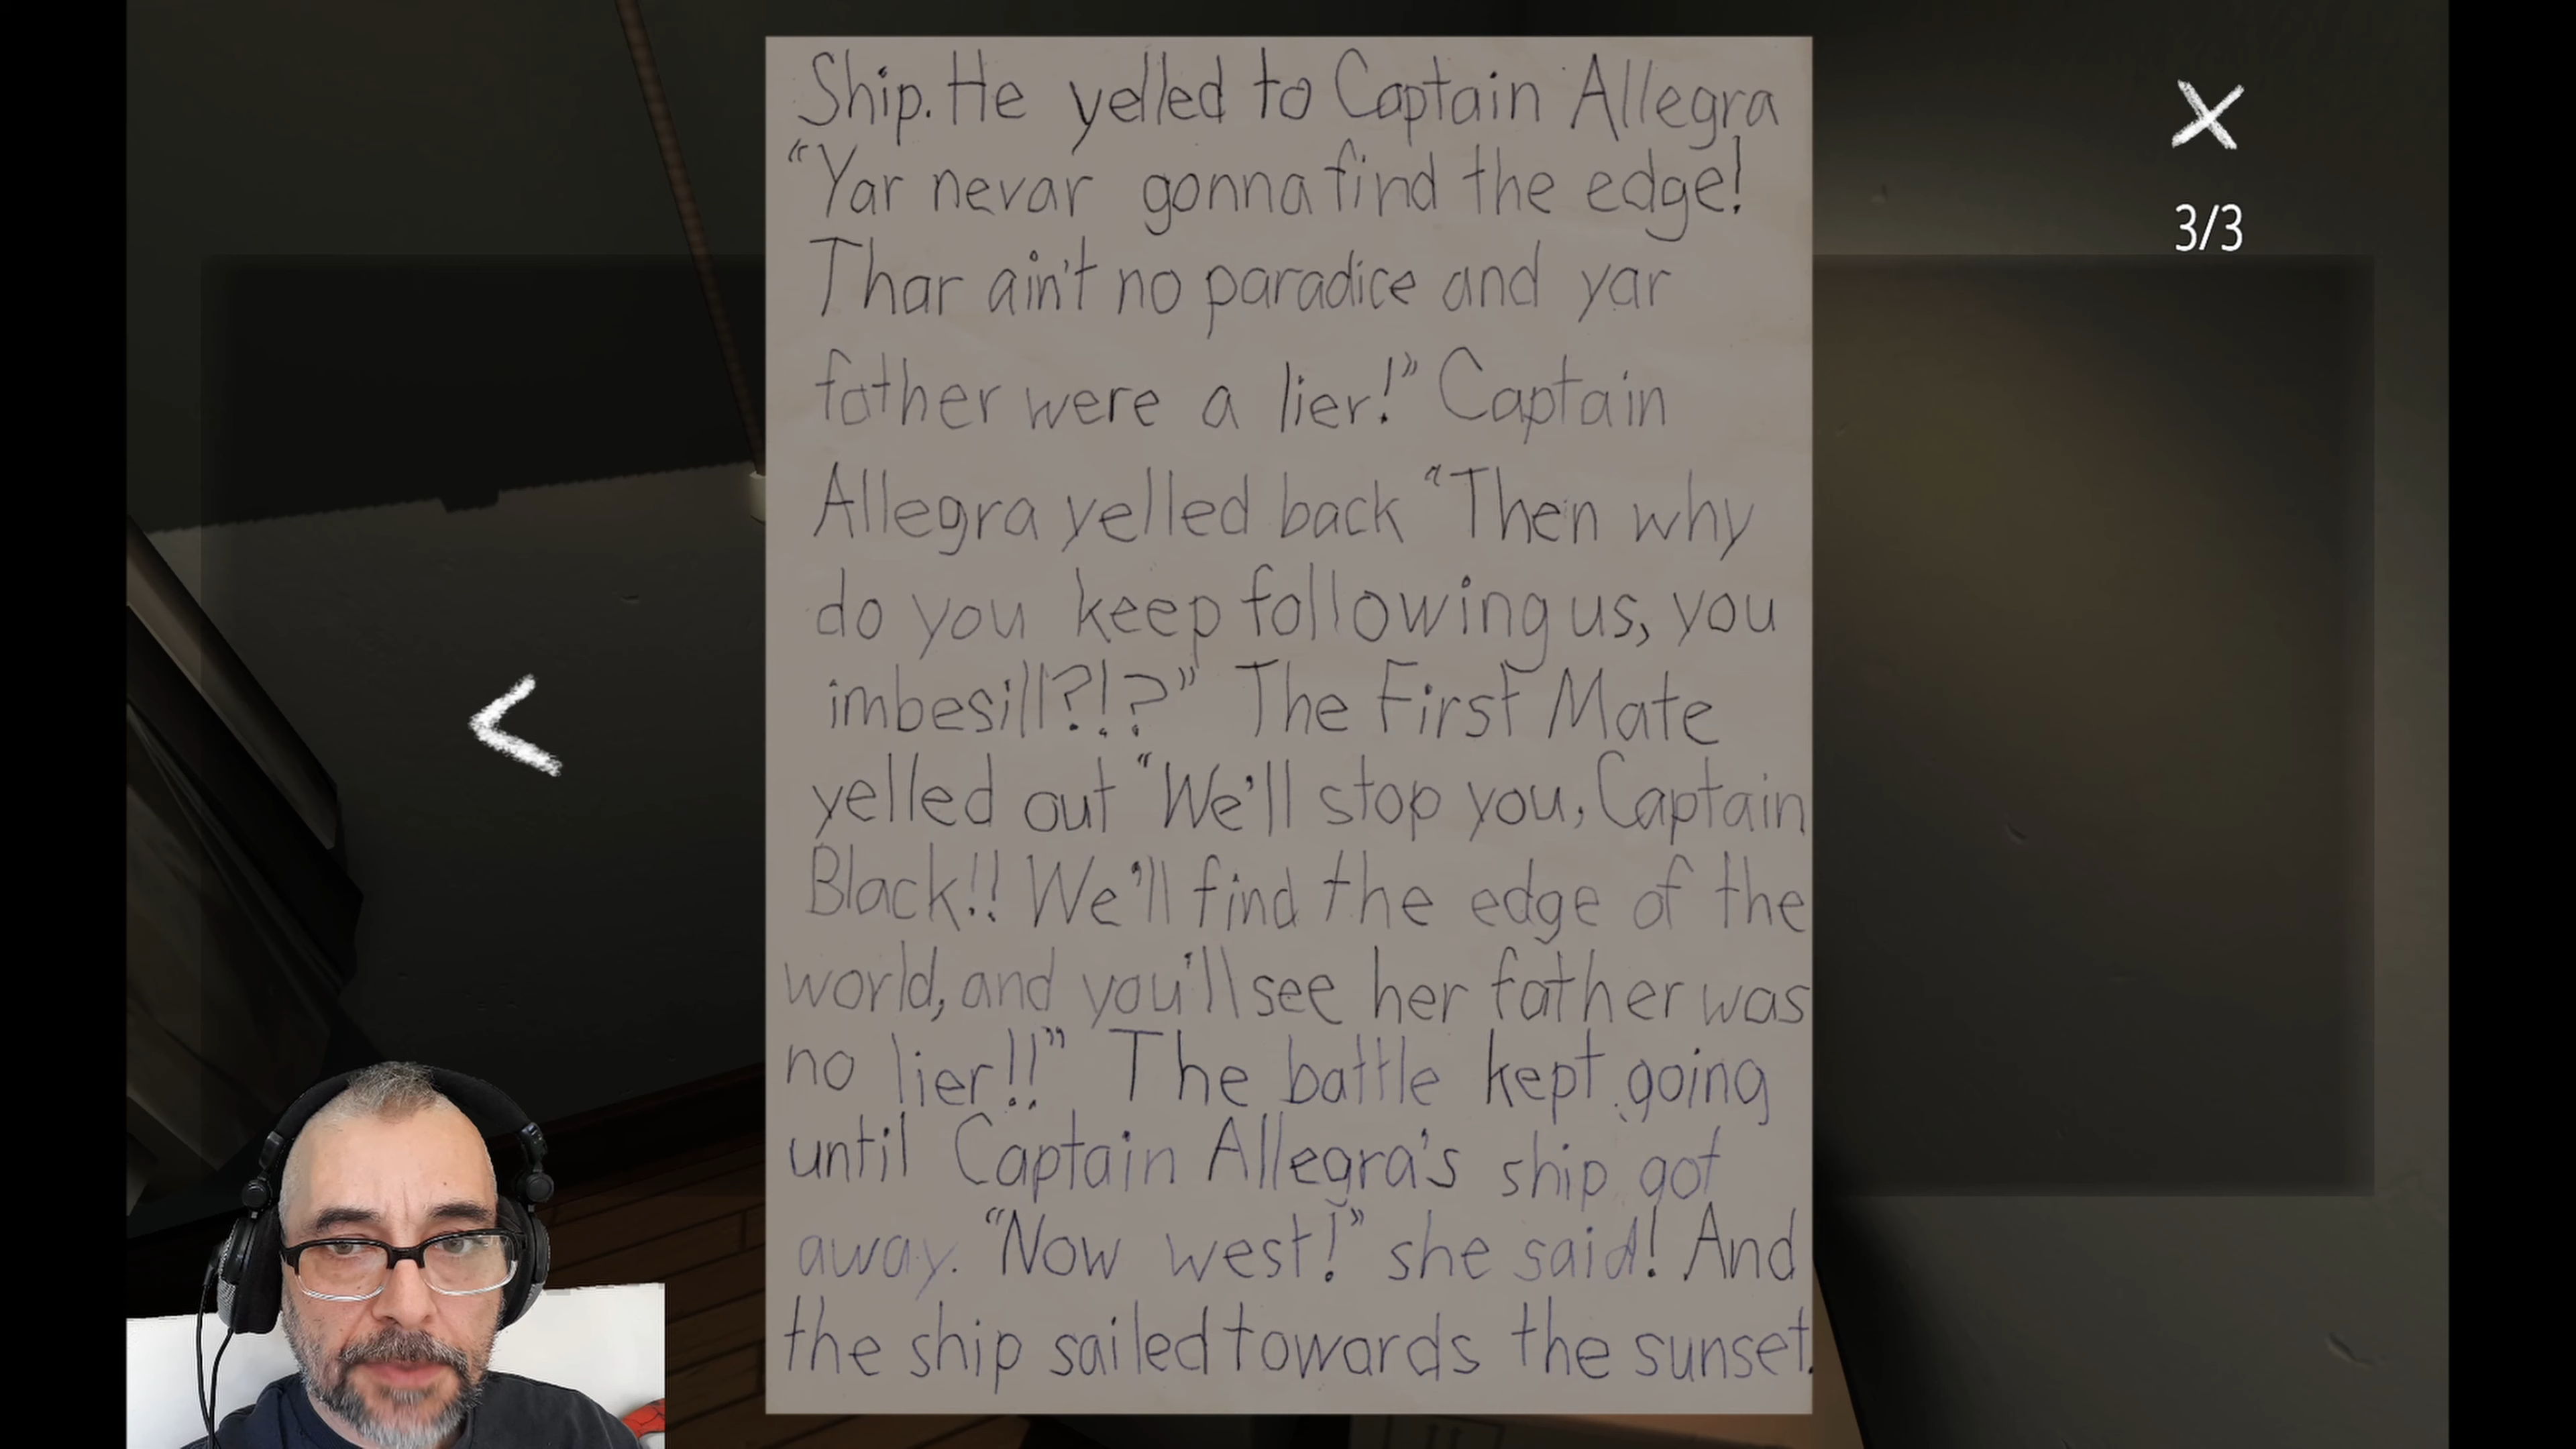 Ship. He yelled to Captain Allegra
"Yar nevar gonna find the edge!
Thar ain't no paradice and yar
father were a lier!" Captain
Allegra yelled back "Then why
do you keep following us, you
imbesill?!?" The First Mate
yelled out "We'll stop you, Captain
Black!! We'll find the edge of the
world, and you'll see her father was
no lier!!" The battle kept going
until Captain Allegra's ship got
away. "Now west!" she said! And
the ship sailed towards the sunset.
3/3